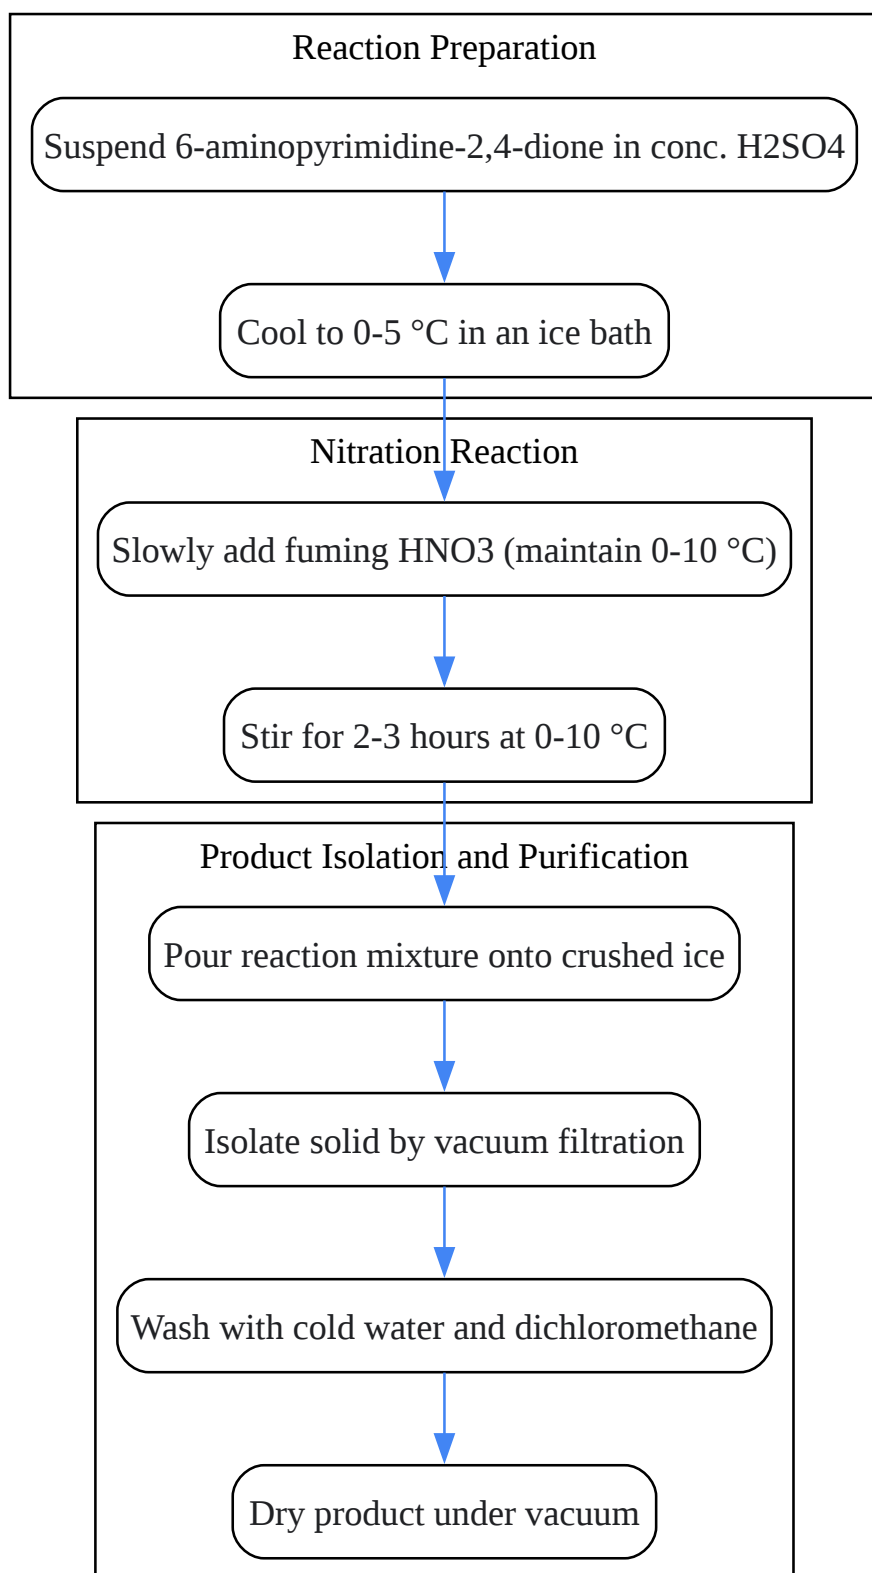 Reaction Preparation
Suspend 6-aminopyrimidine-2,4-dione in conc. H2SO4
Cool to 0-5 °C in an ice bath
Nitration Reaction
Slowly add fuming HNO3 (maintain 0-10 °C)
Stir for 2-3 hours at 0-10 °C
Product Isolation and Purification
Pour reaction mixture onto crushed ice
Isolate solid by vacuum filtration
Wash with cold water and dichloromethane
Dry product under vacuum